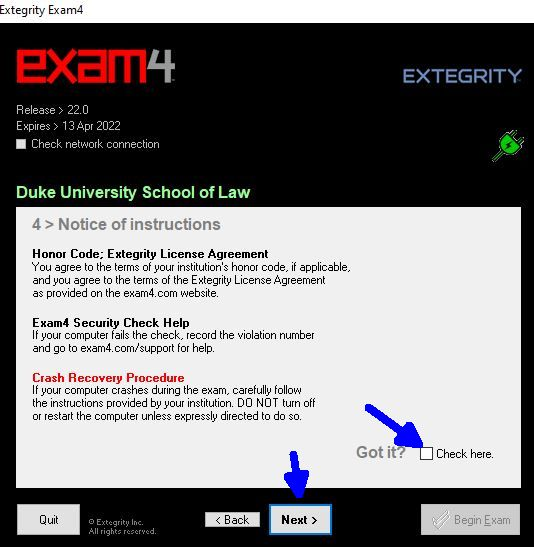 Extegrity Exam4
exam4
EXTEGRITY
Release > 22.0
Expires > 13 Apr 2022
Check network connection
Duke University School of Law
4 > Notice of instructions
Honor Code; Extegrity License Agreement
You agree to the terms of your institution's honor code, if applicable,
and you agree to the terms of the Extegrity License Agreement
as provided on the exam4.com website.
Exam4 Security Check Help
If your computer fails the check, record the violation number
and go to exam4.com/support for help.
Crash Recovery Procedure
If your computer crashes during the exam, carefully follow
the instructions provided by your institution. DO NOT turn off
or restart the computer unless expressly directed to do so.
Got it? Check here.
Quit
© Extegrity Inc.
All rights reserved.
< Back
Next >
Begin Exam